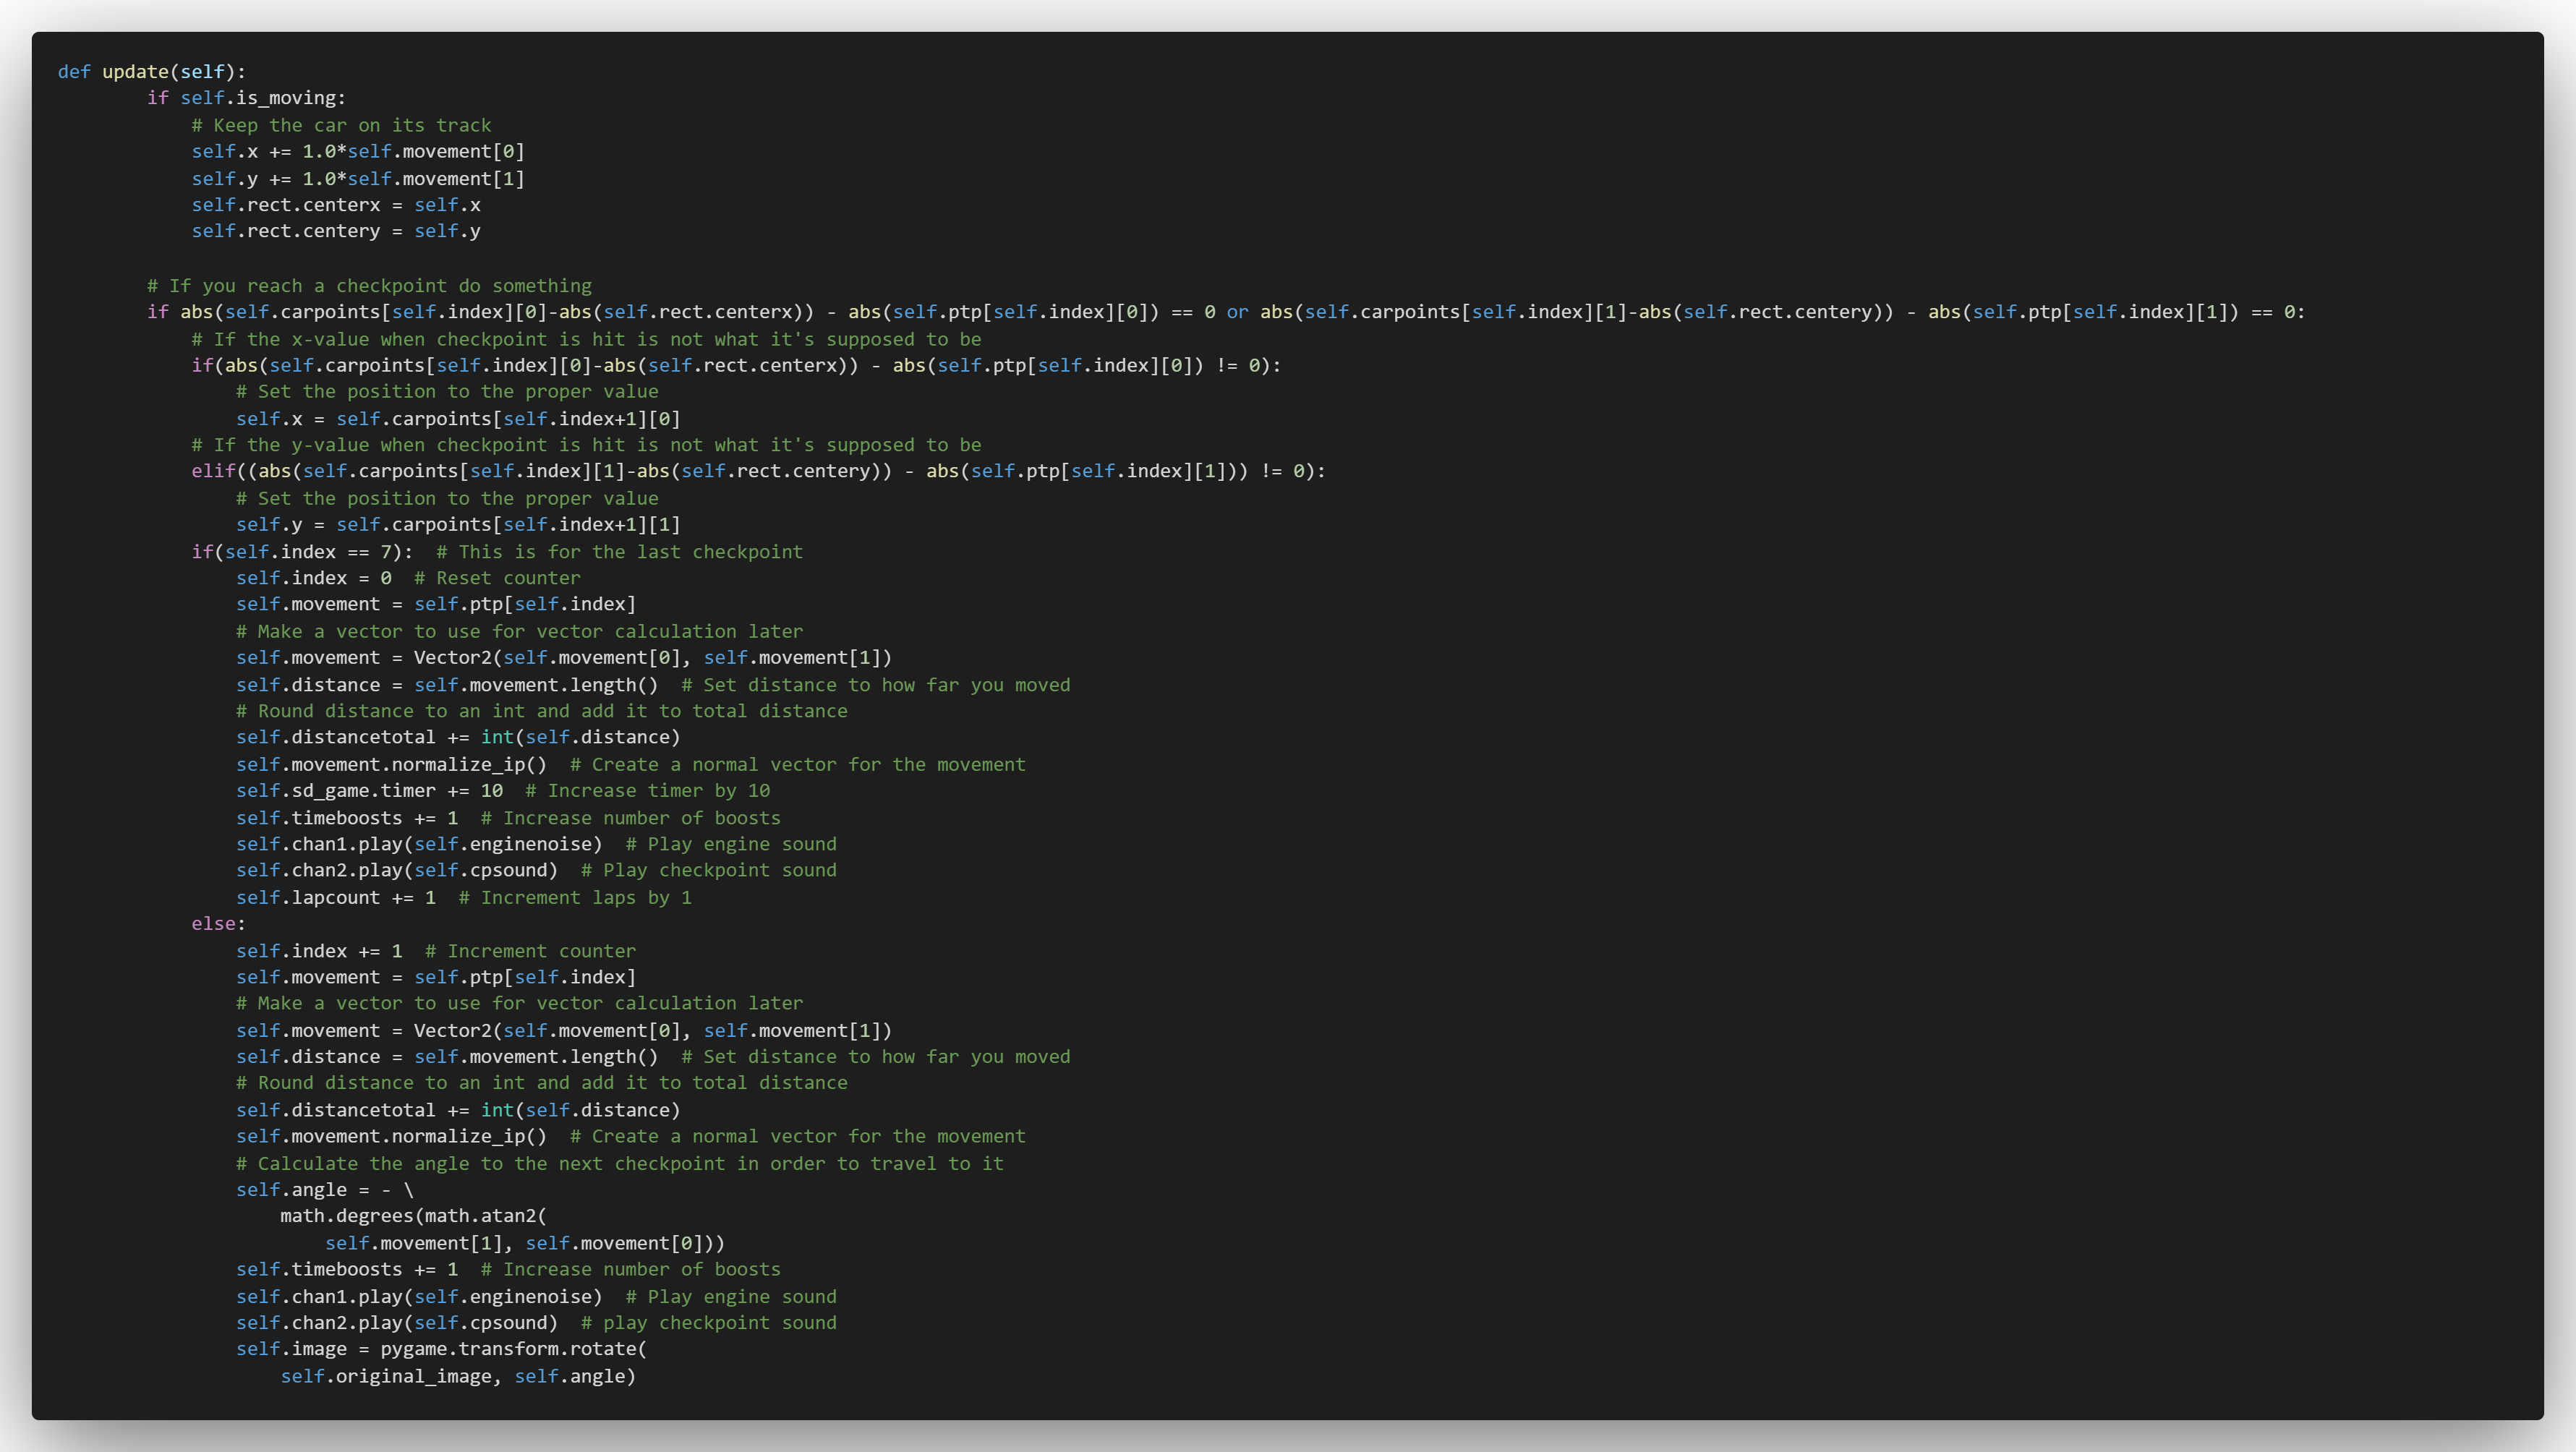 def update(self):
        if self.is_moving:
            # Keep the car on its track
            self.x += 1.0*self.movement[0]
            self.y += 1.0*self.movement[1]
            self.rect.centerx = self.x
            self.rect.centery = self.y

        # If you reach a checkpoint do something
        if abs(self.carpoints[self.index][0]-abs(self.rect.centerx)) - abs(self.ptp[self.index][0]) == 0 or abs(self.carpoints[self.index][1]-abs(self.rect.centery)) - abs(self.ptp[self.index][1]) == 0:
            # If the x-value when checkpoint is hit is not what it's supposed to be
            if(abs(self.carpoints[self.index][0]-abs(self.rect.centerx)) - abs(self.ptp[self.index][0]) != 0):
                # Set the position to the proper value
                self.x = self.carpoints[self.index+1][0]
            # If the y-value when checkpoint is hit is not what it's supposed to be
            elif((abs(self.carpoints[self.index][1]-abs(self.rect.centery)) - abs(self.ptp[self.index][1])) != 0):
                # Set the position to the proper value
                self.y = self.carpoints[self.index+1][1]
            if(self.index == 7):  # This is for the last checkpoint
                self.index = 0  # Reset counter
                self.movement = self.ptp[self.index]
                # Make a vector to use for vector calculation later
                self.movement = Vector2(self.movement[0], self.movement[1])
                self.distance = self.movement.length()  # Set distance to how far you moved
                # Round distance to an int and add it to total distance
                self.distancetotal += int(self.distance)
                self.movement.normalize_ip()  # Create a normal vector for the movement
                self.sd_game.timer += 10  # Increase timer by 10
                self.timeboosts += 1  # Increase number of boosts
                self.chan1.play(self.enginenoise)  # Play engine sound
                self.chan2.play(self.cpsound)  # Play checkpoint sound
                self.lapcount += 1  # Increment laps by 1
            else:
                self.index += 1  # Increment counter
                self.movement = self.ptp[self.index]
                # Make a vector to use for vector calculation later
                self.movement = Vector2(self.movement[0], self.movement[1])
                self.distance = self.movement.length()  # Set distance to how far you moved
                # Round distance to an int and add it to total distance
                self.distancetotal += int(self.distance)
                self.movement.normalize_ip()  # Create a normal vector for the movement
                # Calculate the angle to the next checkpoint in order to travel to it
                self.angle = - \
                    math.degrees(math.atan2(
                        self.movement[1], self.movement[0]))
                self.timeboosts += 1  # Increase number of boosts
                self.chan1.play(self.enginenoise)  # Play engine sound
                self.chan2.play(self.cpsound)  # play checkpoint sound
                self.image = pygame.transform.rotate(
                    self.original_image, self.angle)